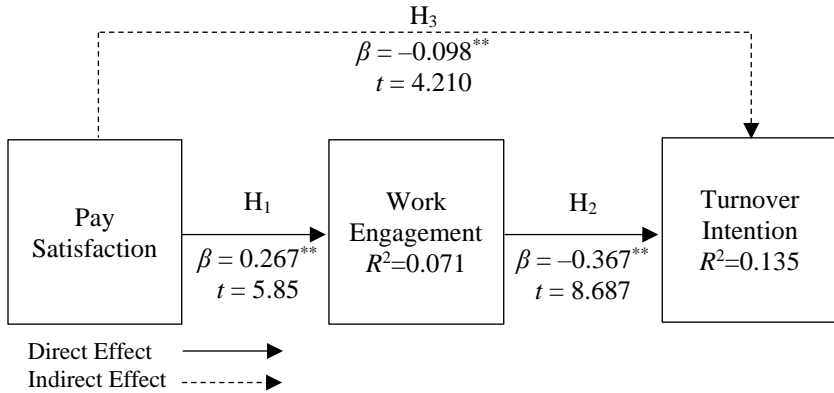 H₃
β = –0.098**
t = 4.210
Pay
Satisfaction
H₁
β = 0.267**
t = 5.85
Work
Engagement
R²=0.071
H₂
β = –0.367**
t = 8.687
Turnover
Intention
R²=0.135
Direct Effect
Indirect Effect